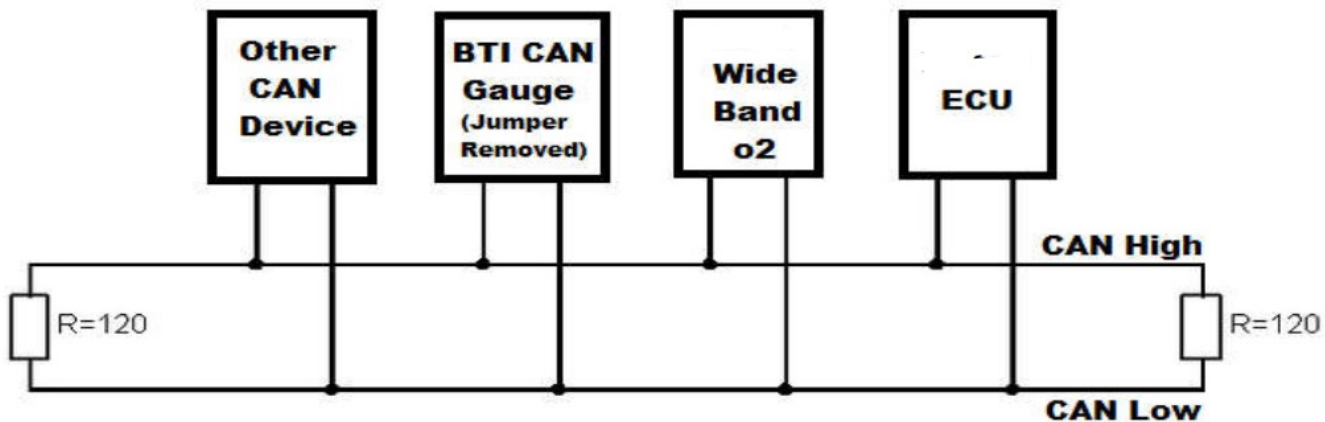 Other
CAN
Device
BTI CAN
Gauge
(Jumper
Removed)
Wide
Band
o2
ECU
CAN High
R=120
R=120
CAN Low